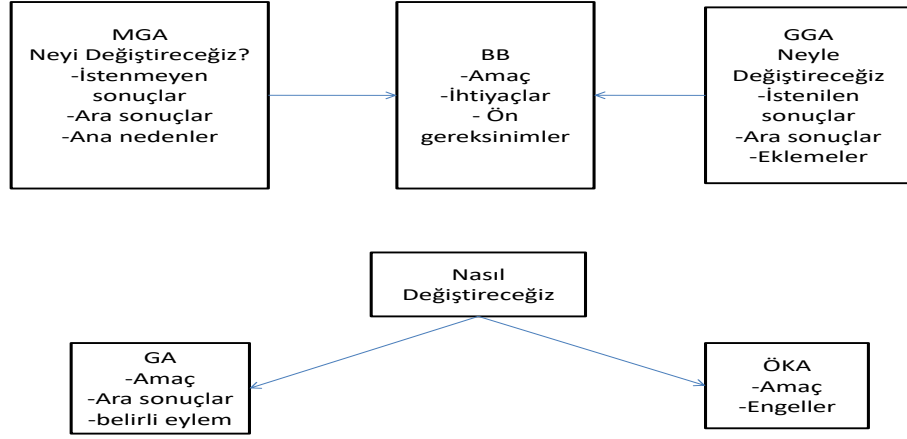 MGA
Neyi Değiştireceğiz?
-İstenmeyen
sonuçlar
-Ara sonuçlar
-Ana nedenler
BB
-Amaç
-İhtiyaçlar
- Ön
gereksinimler
GGA
Neyle
Değiştireceğiz
-İstenilen
sonuçlar
-Ara sonuçlar
-Eklemeler
Nasıl
Değiştireceğiz
GA
-Amaç
-Ara sonuçlar
-belirli eylem
ÖKA
-Amaç
-Engeller